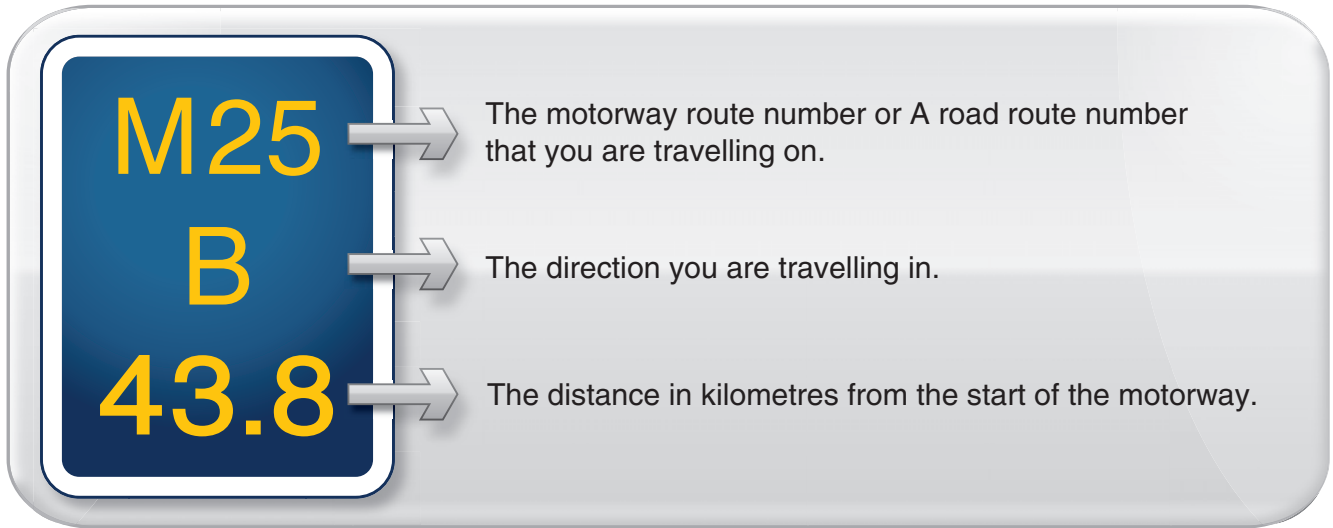 M25
The motorway route number or A road route number
that you are travelling on.
B
The direction you are travelling in.
43.8
The distance in kilometres from the start of the motorway.